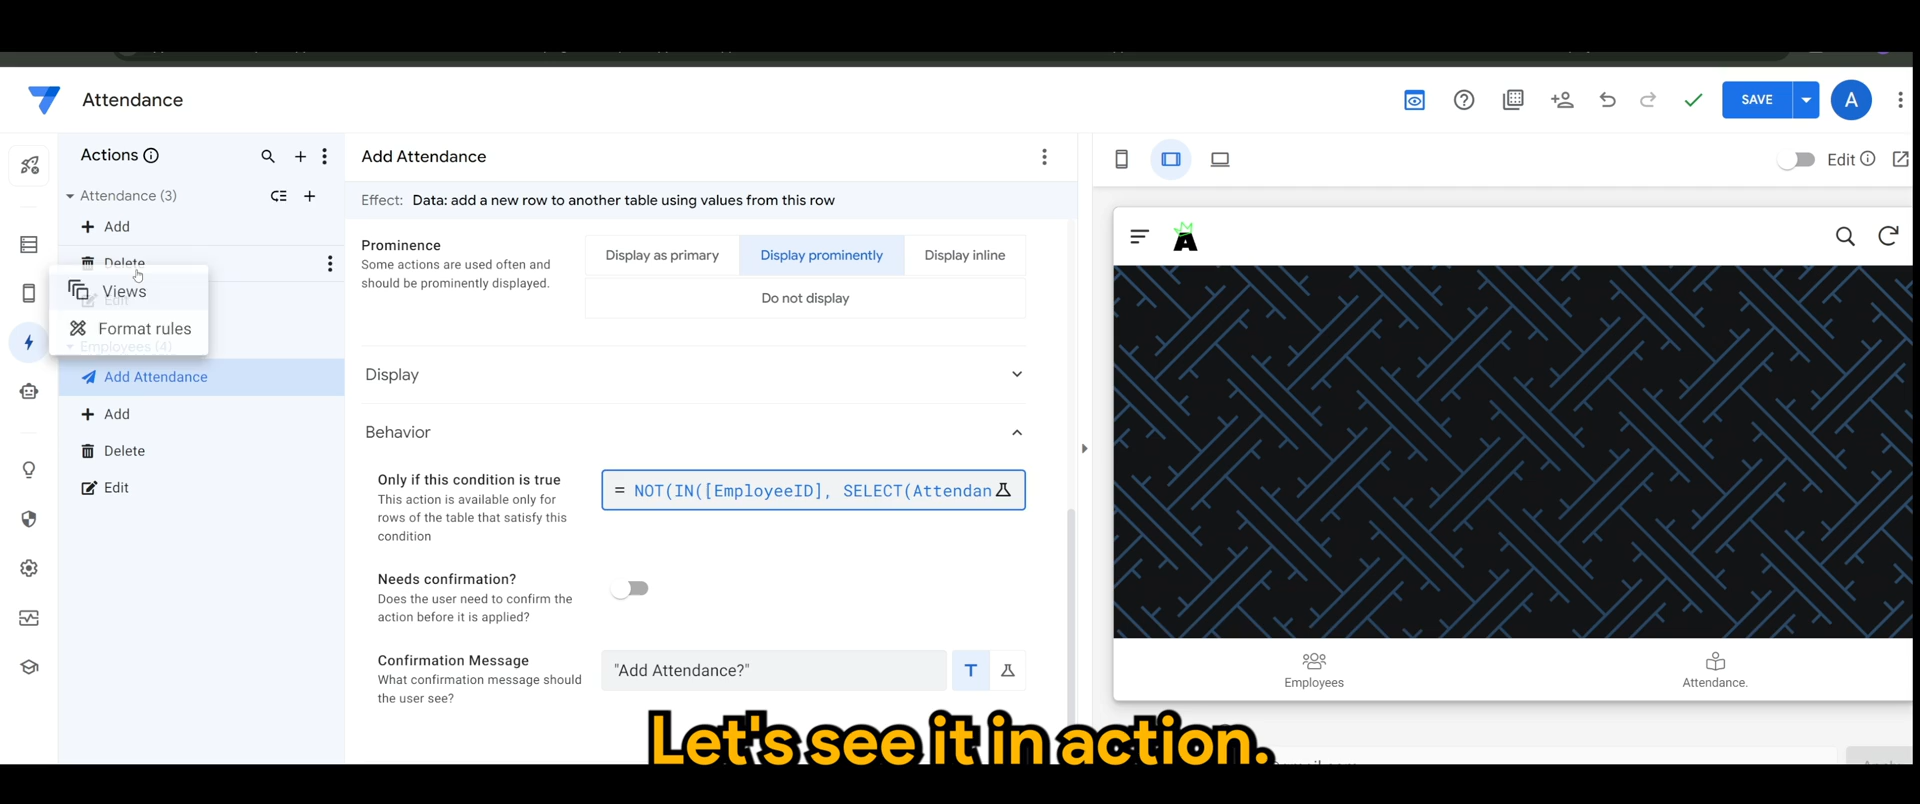 Attendance
SAVE
A
Actions
Attendance (3)
Add
Delete
Edit
Views
Format rules
Employees (4)
Add Attendance
Add
Delete
Edit
Add Attendance
Effect: Data: add a new row to another table using values from this row
Prominence
Some actions are used often and
should be prominently displayed.
Display as primary
Display prominently
Display inline
Do not display
Display
Behavior
Only if this condition is true
This action is available only for
rows of the table that satisfy this
condition
= NOT(IN([EmployeeID], SELECT(Attendan
Needs confirmation?
Does the user need to confirm the
action before it is applied?
Confirmation Message
What confirmation message should
the user see?
"Add Attendance?"
T
Edit
A
Employees
Attendance.
Let's see it in action.